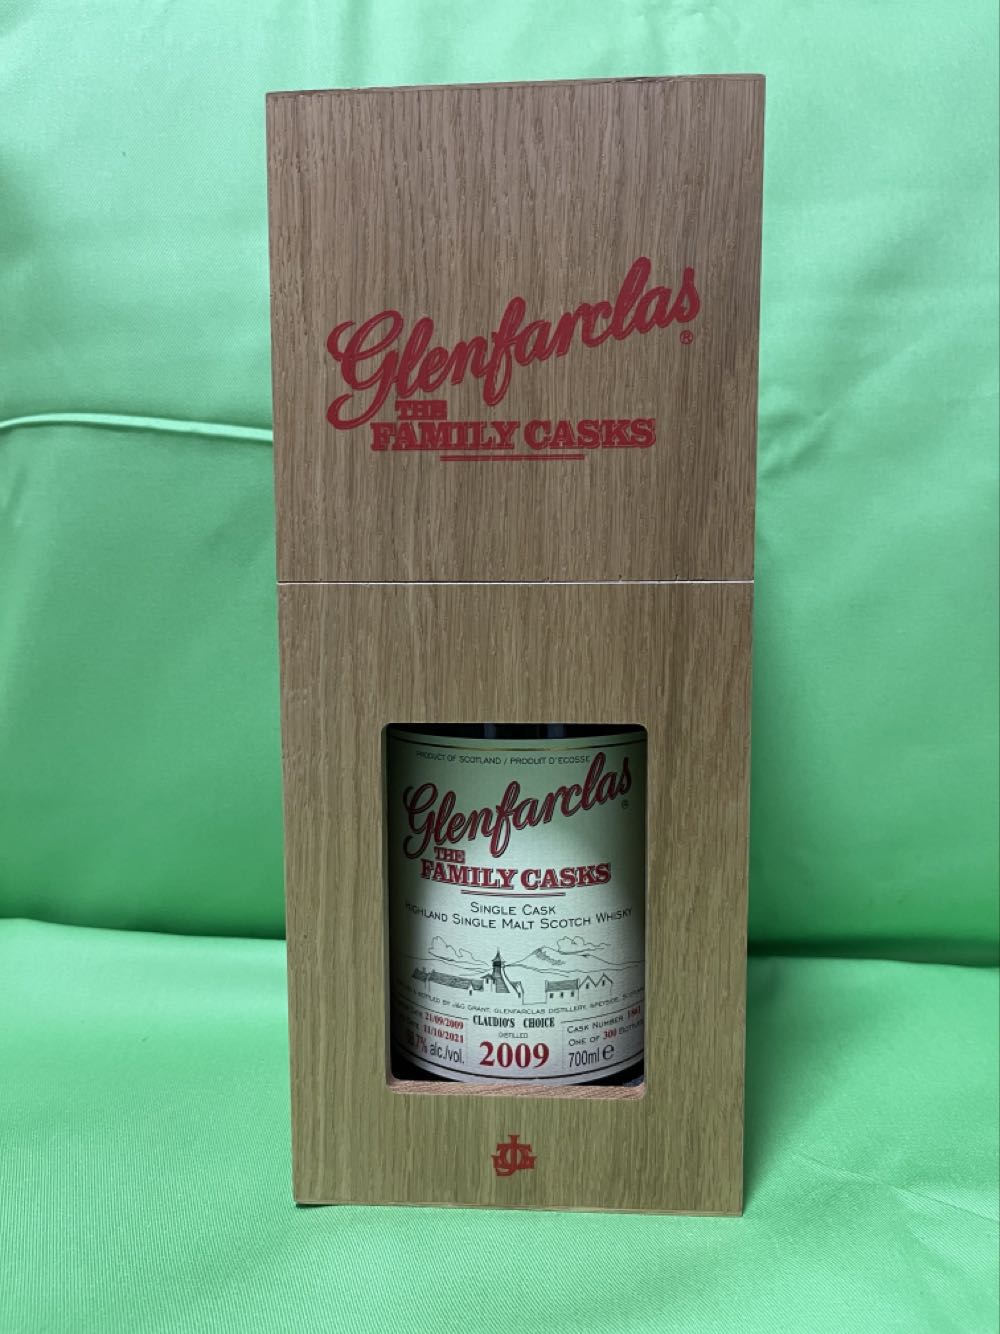 Glenfarclas®
THE
FAMILY CASKS
PRODUCT OF SCOTLAND / PRODUIT D'ECOSSE
Glenfarclas®
THE
FAMILY CASKS
SINGLE CASK
HIGHLAND SINGLE MALT SCOTCH WHISKY
& BOTTLED BY J&G GRANT, GLENFARCLAS DISTILLERY, SPEYSIDE,
21/09/2009
11/10/2021
% alc./vol.
CLAUDIO'S CHOICE
DISTILLED
2009
CASK NUMBER
ONE OF 300 BOTTLES
700ml e